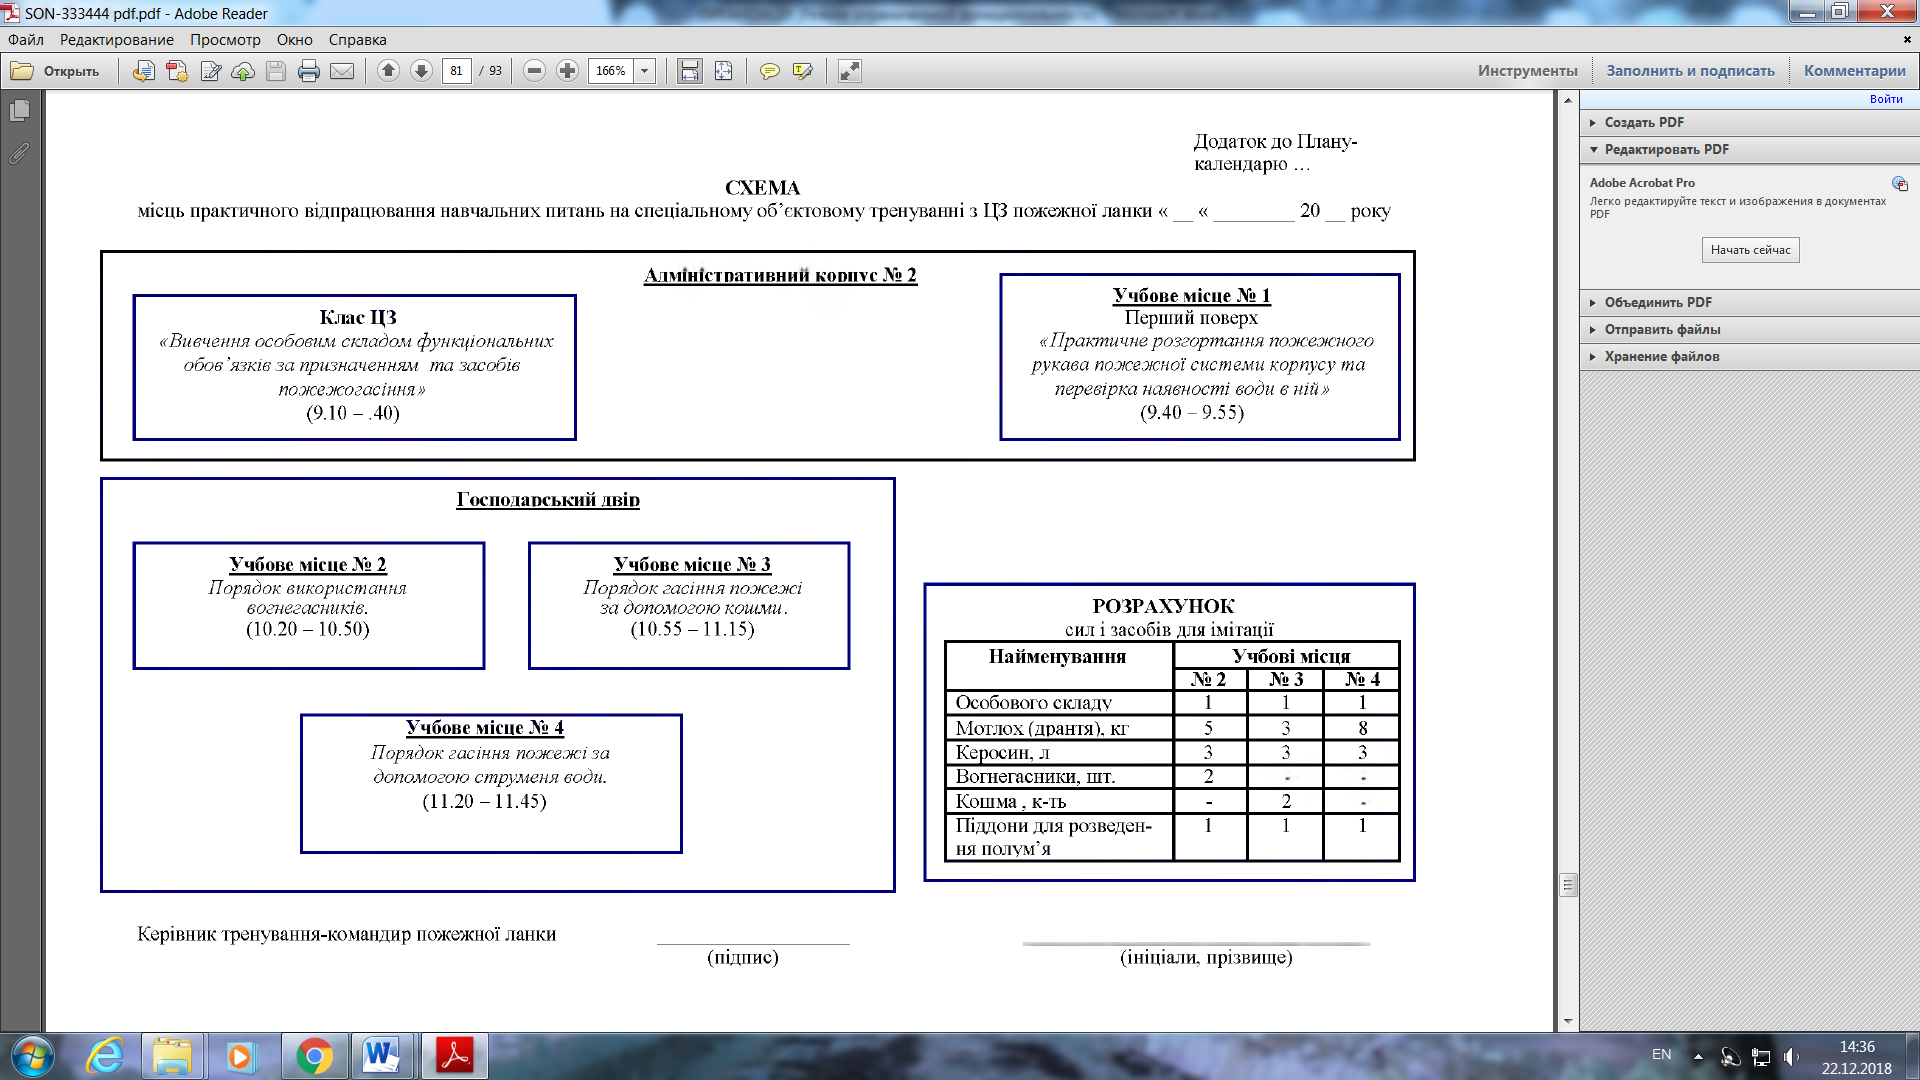 SON-333444 pdf.pdf - Adobe Reader
Файл Редактирование Просмотр Окно Справка
Открыть 81 / 93 166% Инструменты Заполнить и подписать Комментарии
Войти
Создать PDF
Редактировать PDF
Adobe Acrobat Pro
Легко редактируйте текст и изображения в документах
PDF
Начать сейчас
Объединить PDF
Отправить файлы
Хранение файлов
Додаток до Плану-
календарю ...
СХЕМА
місць практичного відпрацювання навчальних питань на спеціальному об’єктовому тренуванні з ЦЗ пожежної ланки « __ « ________ 20 __ року
Адміністративний корпус № 2
Клас ЦЗ
«Вивчення особовим складом функціональних
обов’язків за призначенням та засобів
пожежогасіння»
(9.10 – .40)
Учбове місце № 1
Перший поверх
«Практичне розгортання пожежного
рукава пожежної системи корпусу та
перевірка наявності води в ній»
(9.40 – 9.55)
Господарський двір
Учбове місце № 2
Порядок використання
вогнегасників.
(10.20 – 10.50)
Учбове місце № 3
Порядок гасіння пожежі
за допомогою кошми.
(10.55 – 11.15)
Учбове місце № 4
Порядок гасіння пожежі за
допомогою струменя води.
(11.20 – 11.45)
РОЗРАХУНОК
сил і засобів для імітації
Найменування Учбові місця
№ 2 № 3 № 4
Особового складу 1 1 1
Мотлох (драптя), кг 5 3 8
Керосин, л 3 3 3
Вогнегасники, шт. 2 - -
Кошма , к-ть - 2 -
Піддони для розведен- 1 1 1
ня полум’я
Керівник тренування-командир пожежної ланки
(підпис)
(ініціали, прізвище)
EN
14:36
22.12.2018